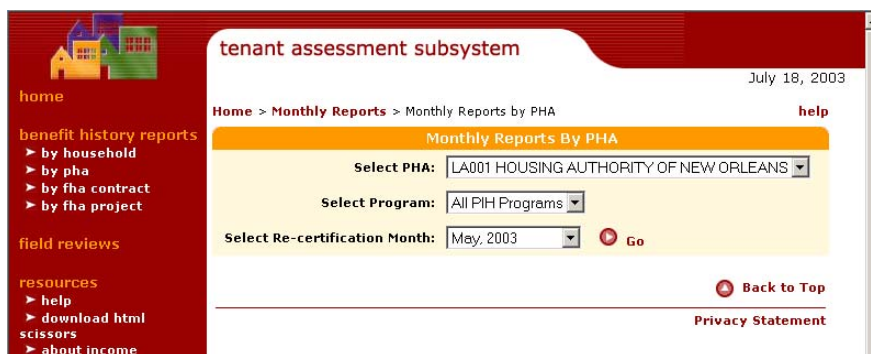 tenant assessment subsystem
July 18, 2003
home
benefit history reports
by household
by pha
by fha contract
by fha project
field reviews
resources
help
download html
scissors
about income
Home > Monthly Reports > Monthly Reports by PHA
help
Monthly Reports By PHA
Select PHA: LA001 HOUSING AUTHORITY OF NEW ORLEANS
Select Program: All PIH Programs
Select Re-certification Month: May, 2003 Go
Back to Top
Privacy Statement